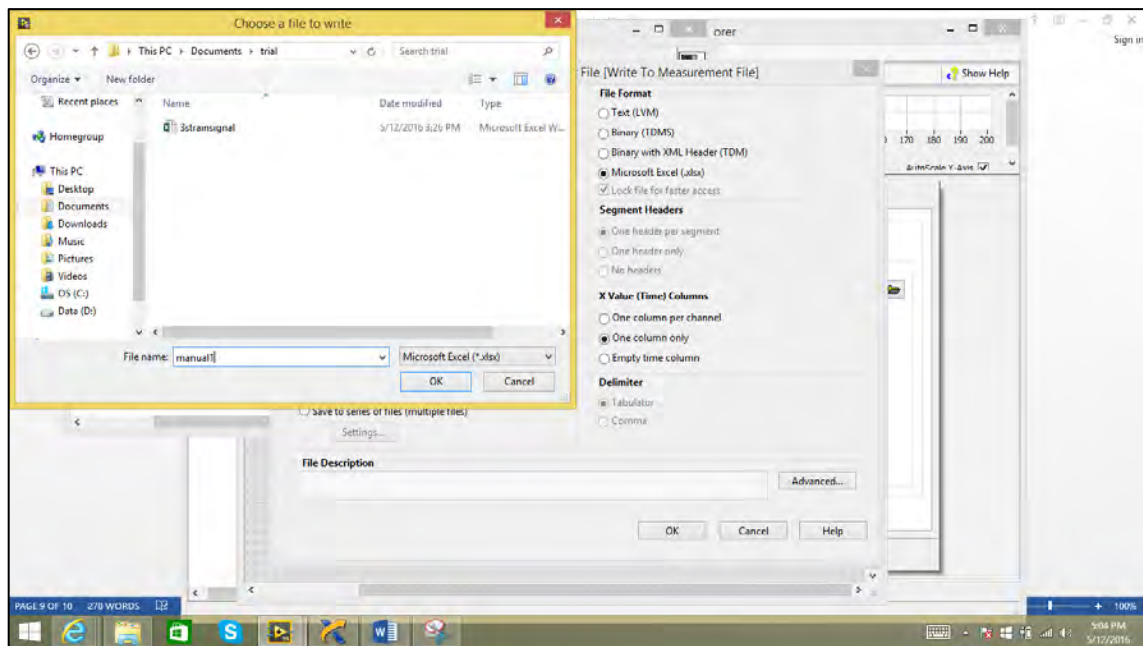 Choose a file to write
This PC Documents trial
Search trial
Organize New folder
Recent places
Homegroup
This PC
Desktop
Documents
Downloads
Music
Pictures
Videos
OS (C:)
Data (D:)
Name Date modified Type
3strainsignal 5/12/2016 3:26 PM Microsoft Excel W...
File name: manual1 Microsoft Excel (*.xlsx)
OK Cancel
orer
Sign in
Show Help
170 180 190 200
AutoScale Y-Axis
File [Write To Measurement File]
File Format
Text (LVM)
Binary (TDMS)
Binary with XML Header (TDM)
Microsoft Excel (.xlsx)
Lock file for faster access
Segment Headers
One header per segment
One header only
No headers
X Value (Time) Columns
One column per channel
One column only
Empty time column
Delimiter
Tabulator
Comma
Save to series of files (multiple files)
Settings...
File Description
Advanced...
OK Cancel Help
PAGE 9 OF 10 270 WORDS
100%
5:04 PM
5/12/2016